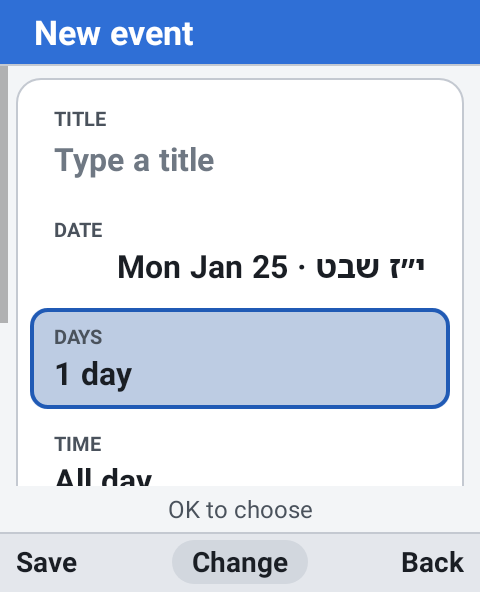 New event
TITLE
Type a title
DATE
Mon Jan 25 · י״ז שבט
DAYS
1 day
TIME
All day
OK to choose
Save Change Back